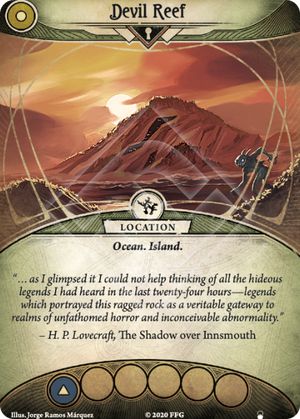 Devil Reef
LOCATION
Ocean. Island.
“… as I glimpsed it I could not help thinking of all the hideous
legends I had heard in the last twenty-four hours—legends
which portrayed this ragged rock as a veritable gateway to
realms of unfathomed horror and inconceivable abnormality.”
– H. P. Lovecraft, The Shadow over Innsmouth
Illus. Jorge Ramos Márquez
© 2020 FFG